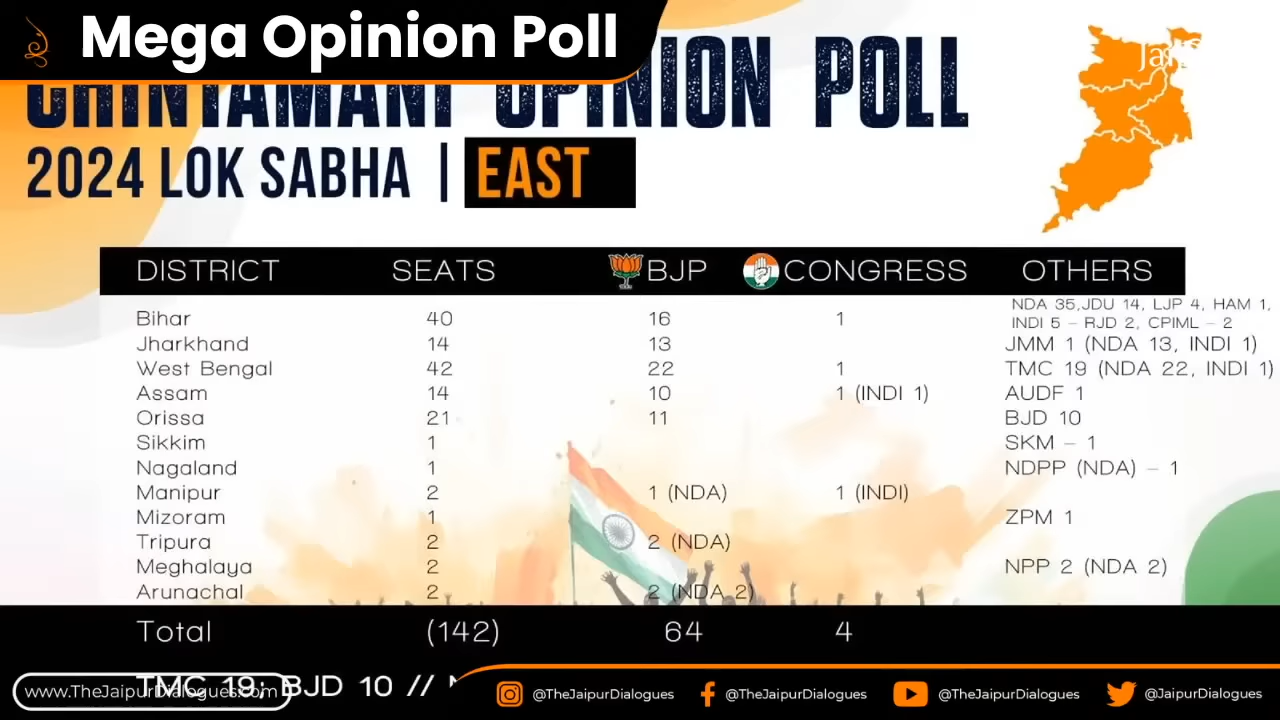 Mega Opinion Poll
CHINTAMANI OPINION POLL
2024 LOK SABHA | EAST
DISTRICT SEATS BJP CONGRESS OTHERS
Bihar 40 16 1 NDA 35,JDU 14, LJP 4, HAM 1,
INDI 5 – RJD 2, CPIML – 2
Jharkhand 14 13 JMM 1 (NDA 13, INDI 1)
West Bengal 42 22 1 TMC 19 (NDA 22, INDI 1)
Assam 14 10 1 (INDI 1) AUDF 1
Orissa 21 11 BJD 10
Sikkim 1 SKM – 1
Nagaland 1 NDPP (NDA) – 1
Manipur 2 1 (NDA) 1 (INDI)
Mizoram 1 ZPM 1
Tripura 2 2 (NDA)
Meghalaya 2 NPP 2 (NDA 2)
Arunachal 2 2 (NDA 2)
Total (142) 64 4
TMC 19; BJD 10 //
www.TheJaipurDialogues.com @TheJaipurDialogues @TheJaipurDialogues @TheJaipurDialogues @JaipurDialogues